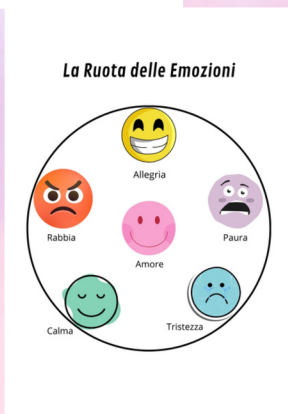 La Ruota delle Emozioni
Allegria
Rabbia
Paura
Amore
Calma
Tristezza